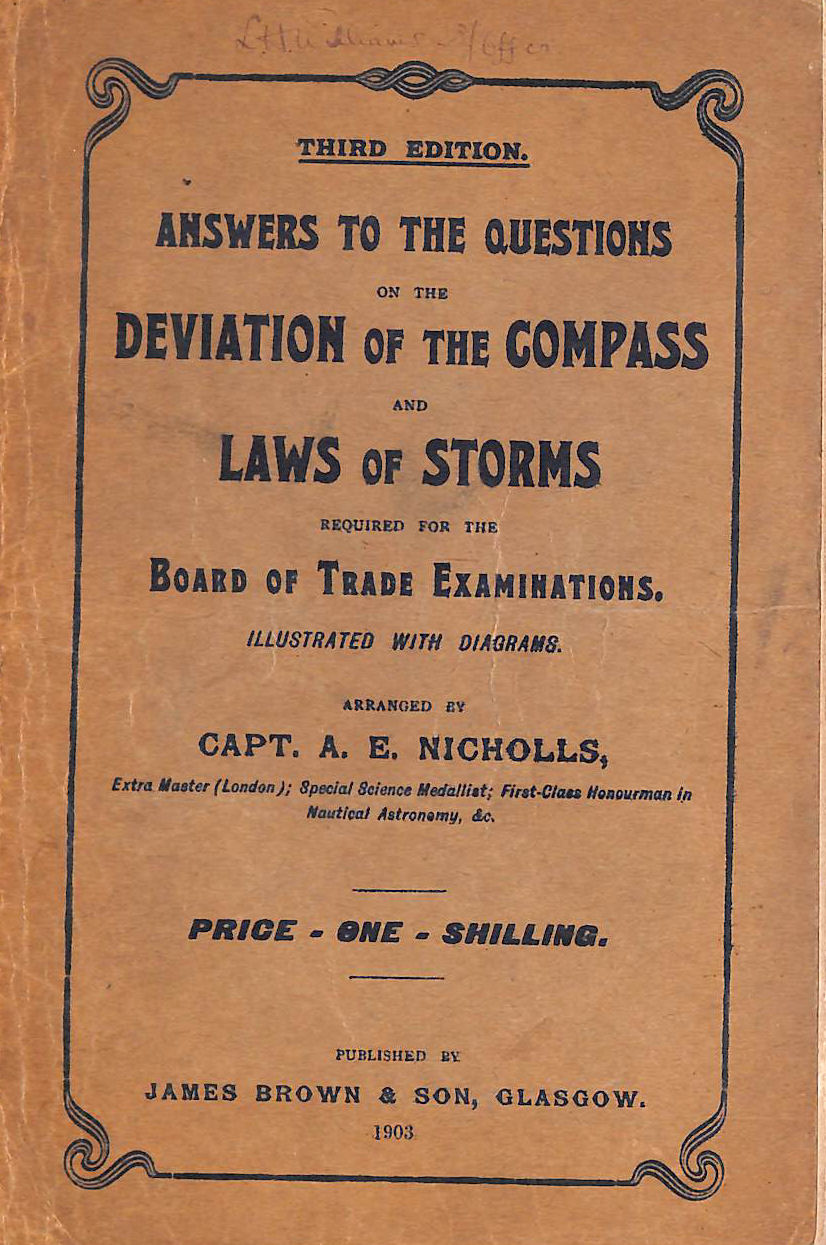 Williams
THIRD EDITION.
ANSWERS TO THE QUESTIONS
ON THE
DEVIATION OF THE COMPASS
AND
LAWS OF STORMS
REQUIRED FOR THE
BOARD OF TRADE EXAMINATIONS.
ILLUSTRATED WITH DIAGRAMS.
ARRANGED BY
CAPT. A. E. NICHOLLS,
Extra Master (London); Special Science Medallist; First-Class Honourman in
Nautical Astronomy, &c.
PRICE - ONE - SHILLING.
PUBLISHED BY
JAMES BROWN & SON, GLASGOW.
1903